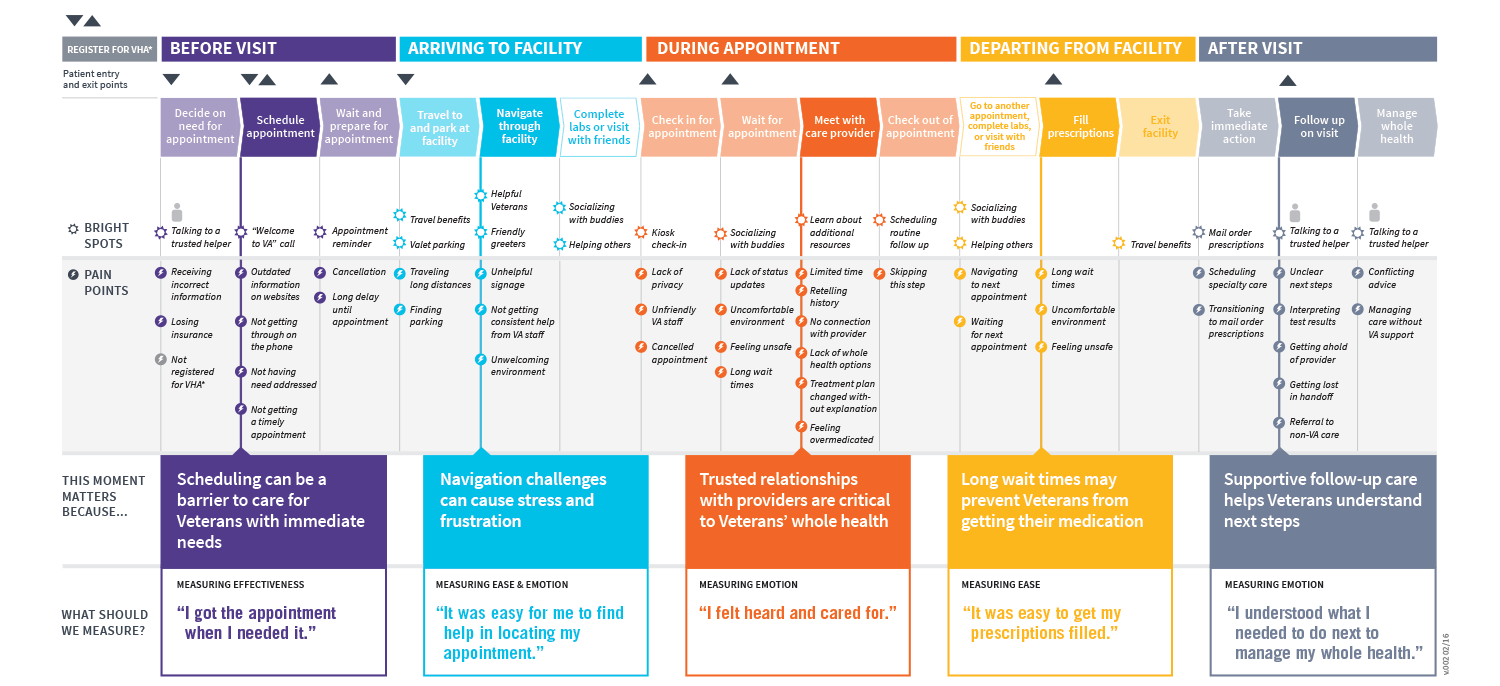 REGISTER FOR VHA*
BEFORE VISIT
ARRIVING TO FACILITY
DURING APPOINTMENT
DEPARTING FROM FACILITY
AFTER VISIT
Patient entry
and exit points
Decide on
need for
appointment
Schedule
appointment
Wait and
prepare for
appointment
Travel to
and park at
facility
Navigate
through
facility
Complete
labs or visit
with friends
Check in for
appointment
Wait for
appointment
Meet with
care provider
Check out of
appointment
Go to another
appointment,
complete labs,
or visit with
friends
Fill
prescriptions
Exit
facility
Take
immediate
action
Follow up
on visit
Manage
whole
health
BRIGHT
SPOTS
Talking to a
trusted helper
“Welcome
to VA” call
Appointment
reminder
Travel benefits
Valet parking
Helpful
Veterans
Friendly
greeters
Socializing
with buddies
Helping others
Kiosk
check-in
Socializing
with buddies
Learn about
additional
resources
Scheduling
routine
follow up
Socializing
with buddies
Helping others
Travel benefits
Mail order
prescriptions
Talking to a
trusted helper
Talking to a
trusted helper
PAIN
POINTS
Receiving
incorrect
information
Losing
insurance
Not
registered
for VHA*
Outdated
information
on websites
Not getting
through on
the phone
Not having
need addressed
Not getting
a timely
appointment
Cancellation
Long delay
until
appointment
Traveling
long distances
Finding
parking
Unhelpful
signage
Not getting
consistent help
from VA staff
Unwelcoming
environment
Lack of
privacy
Unfriendly
VA staff
Cancelled
appointment
Lack of status
updates
Uncomfortable
environment
Feeling unsafe
Long wait
times
Limited time
Retelling
history
No connection
with provider
Lack of whole
health options
Treatment plan
changed with-
out explanation
Feeling
overmedicated
Skipping
this step
Navigating
to next
appointment
Waiting
for next
appointment
Long wait
times
Uncomfortable
environment
Feeling unsafe
Scheduling
specialty care
Transitioning
to mail order
prescriptions
Unclear
next steps
Interpreting
test results
Getting ahold
of provider
Getting lost
in handoff
Referral to
non-VA care
Conflicting
advice
Managing
care without
VA support
THIS MOMENT
MATTERS
BECAUSE...
Scheduling can be a
barrier to care for
Veterans with immediate
needs
Navigation challenges
can cause stress and
frustration
Trusted relationships
with providers are critical
to Veterans’ whole health
Long wait times may
prevent Veterans from
getting their medication
Supportive follow-up care
helps Veterans understand
next steps
WHAT SHOULD
WE MEASURE?
MEASURING EFFECTIVENESS
“I got the appointment
when I needed it.”
MEASURING EASE & EMOTION
“It was easy for me to find
help in locating my
appointment.”
MEASURING EMOTION
“I felt heard and cared for.”
MEASURING EASE
“It was easy to get my
prescriptions filled.”
MEASURING EMOTION
“I understood what I
needed to do next to
manage my whole health.”
v.002 02/16